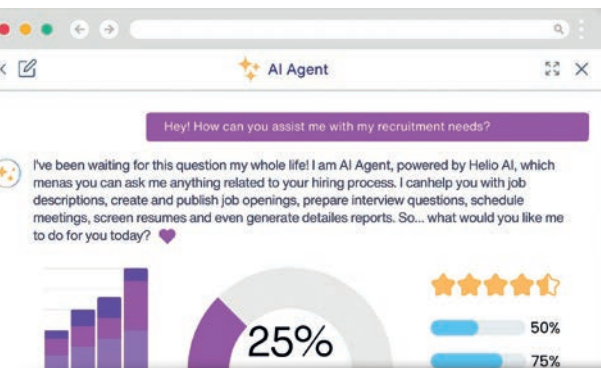 AI Agent
Hey! How can you assist me with my recruitment needs?
I've been waiting for this question my whole life! I am AI Agent, powered by Helio AI, which
menas you can ask me anything related to your hiring process. I canhelp you with job
descriptions, create and publish job openings, prepare interview questions, schedule
meetings, screen resumes and even generate detailes reports. So... what would you like me
to do for you today? 💜
25%
50%
75%